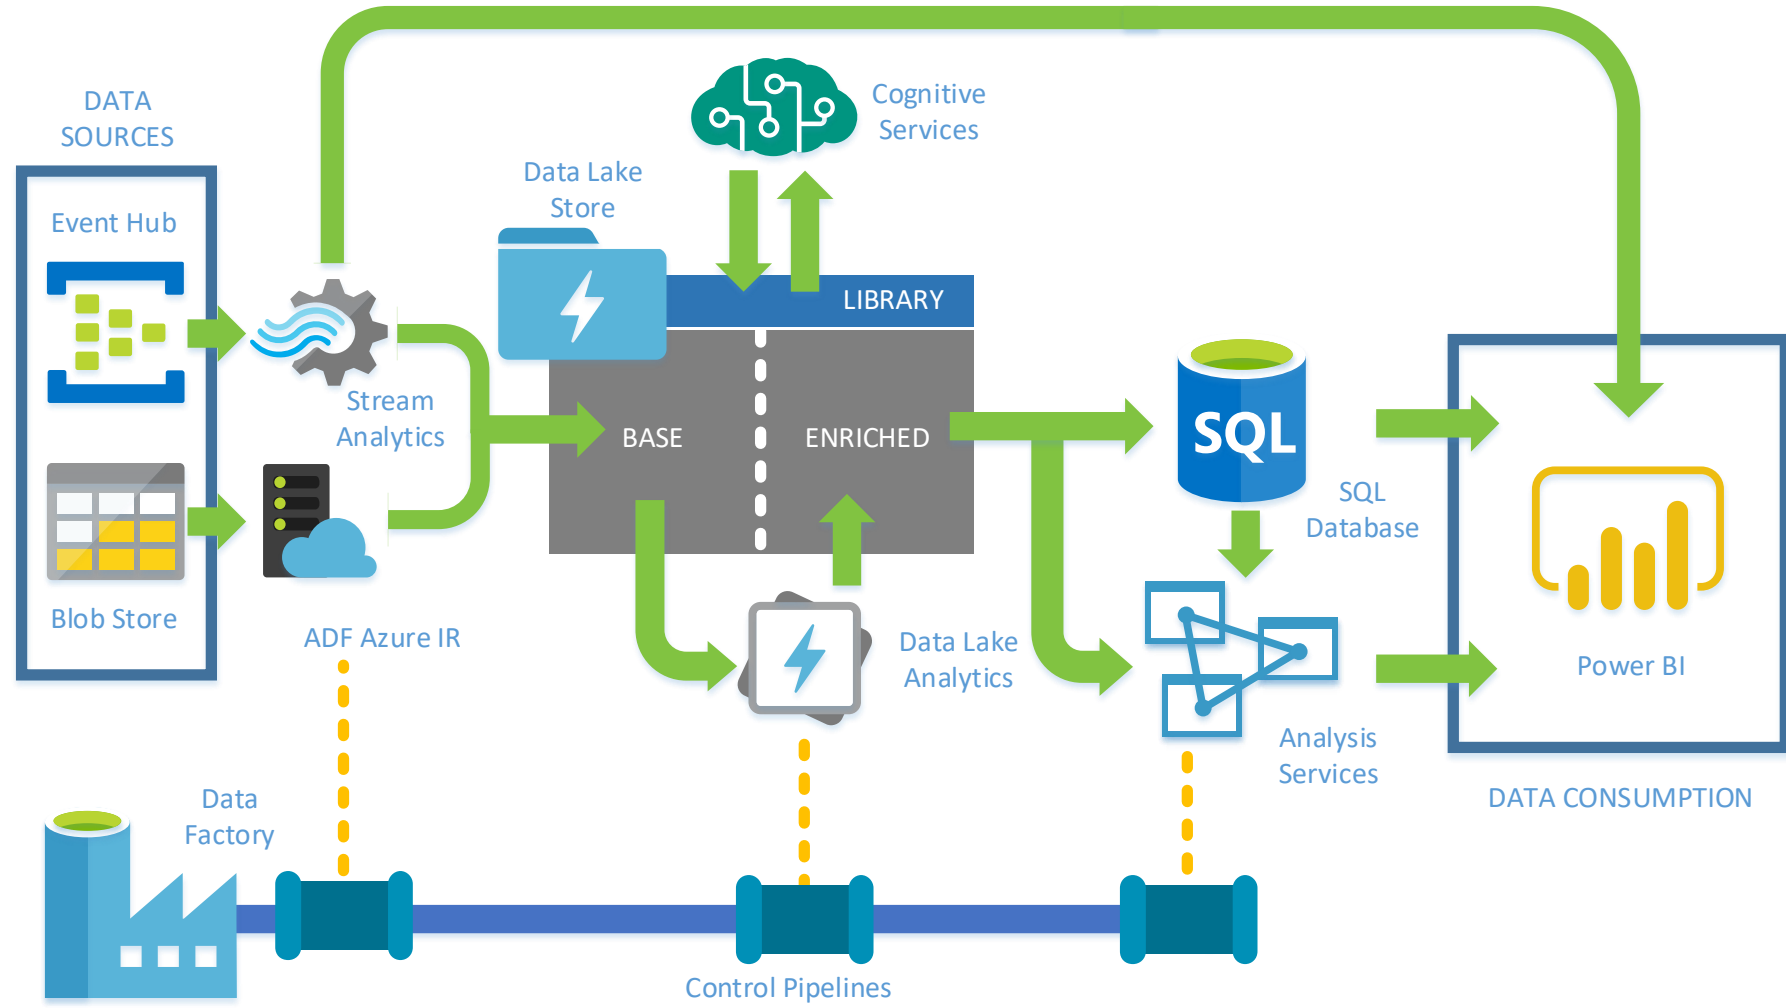 DATA
SOURCES
Event Hub
Blob Store
Stream
Analytics
ADF Azure IR
Data Lake
Store
Cognitive
Services
LIBRARY
BASE
ENRICHED
Data Lake
Analytics
SQL
SQL
Database
Analysis
Services
Power BI
DATA CONSUMPTION
Data
Factory
Control Pipelines